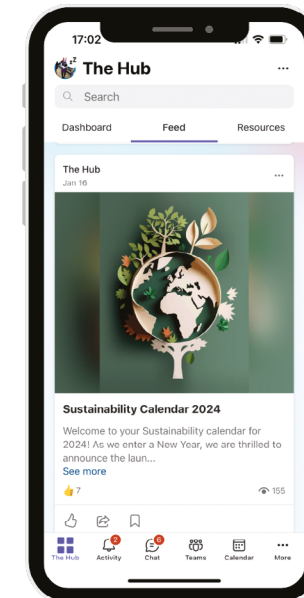 17:02
The Hub
Search
Dashboard Feed Resources
The Hub
Jan 16
Sustainability Calendar 2024
Welcome to your Sustainability calendar for
2024! As we enter a New Year, we are thrilled to
announce the laun...
See more
7 155
2 6
The Hub Activity Chat Teams Calendar More